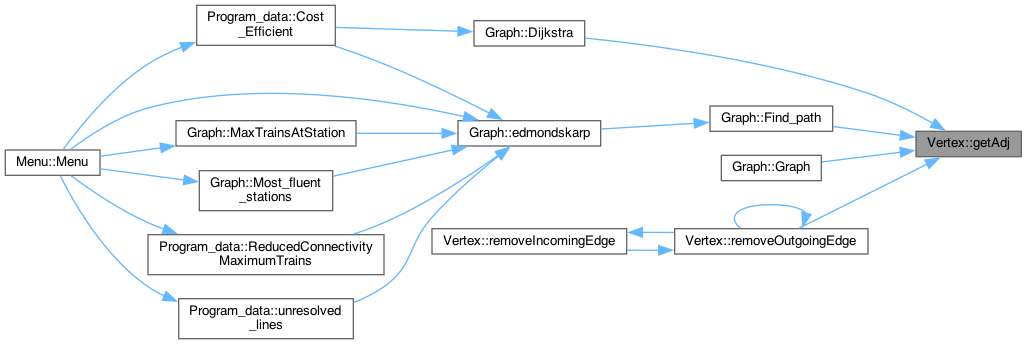 Program_data::Cost
_Efficient
Graph::Dijkstra
Graph::MaxTrainsAtStation
Graph::edmondskarp
Graph::Find_path
Vertex::getAdj
Menu::Menu
Graph::Most_fluent
_stations
Graph::Graph
Program_data::ReducedConnectivity
MaximumTrains
Vertex::removeIncomingEdge
Vertex::removeOutgoingEdge
Program_data::unresolved
_lines